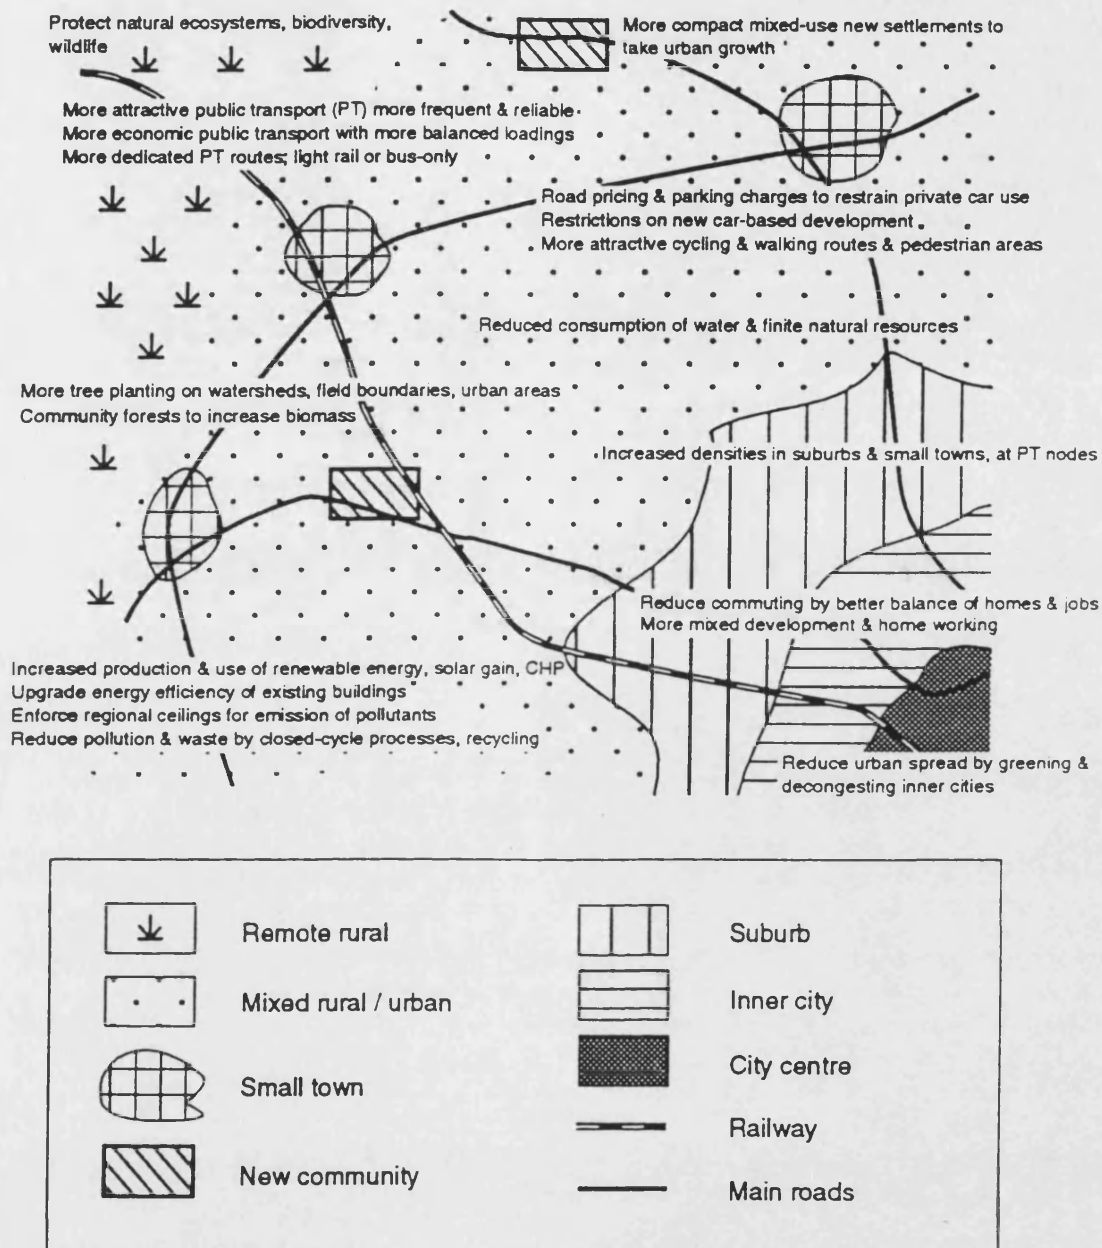 Protect natural ecosystems, biodiversity,
wildlife
More compact mixed-use new settlements to
take urban growth
More attractive public transport (PT) more frequent & reliable
More economic public transport with more balanced loadings
More dedicated PT routes; light rail or bus-only
Road pricing & parking charges to restrain private car use
Restrictions on new car-based development
More attractive cycling & walking routes & pedestrian areas
Reduced consumption of water & finite natural resources
More tree planting on watersheds, field boundaries, urban areas
Community forests to increase biomass
Increased densities in suburbs & small towns, at PT nodes
Reduce commuting by better balance of homes & jobs
More mixed development & home working
Increased production & use of renewable energy, solar gain, CHP
Upgrade energy efficiency of existing buildings
Enforce regional ceilings for emission of pollutants
Reduce pollution & waste by closed-cycle processes, recycling
Reduce urban spread by greening &
decongesting inner cities
Remote rural
Mixed rural / urban
Small town
New community
Suburb
Inner city
City centre
Railway
Main roads